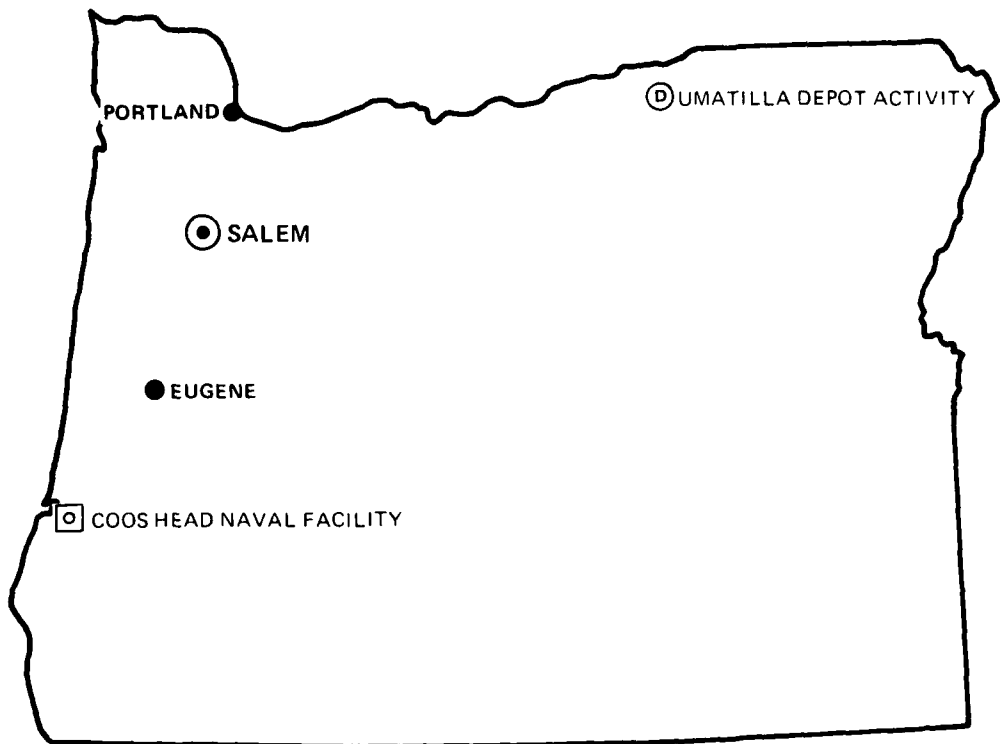 D UMATILLA DEPOT ACTIVITY
PORTLAND
SALEM
EUGENE
COOS HEAD NAVAL FACILITY